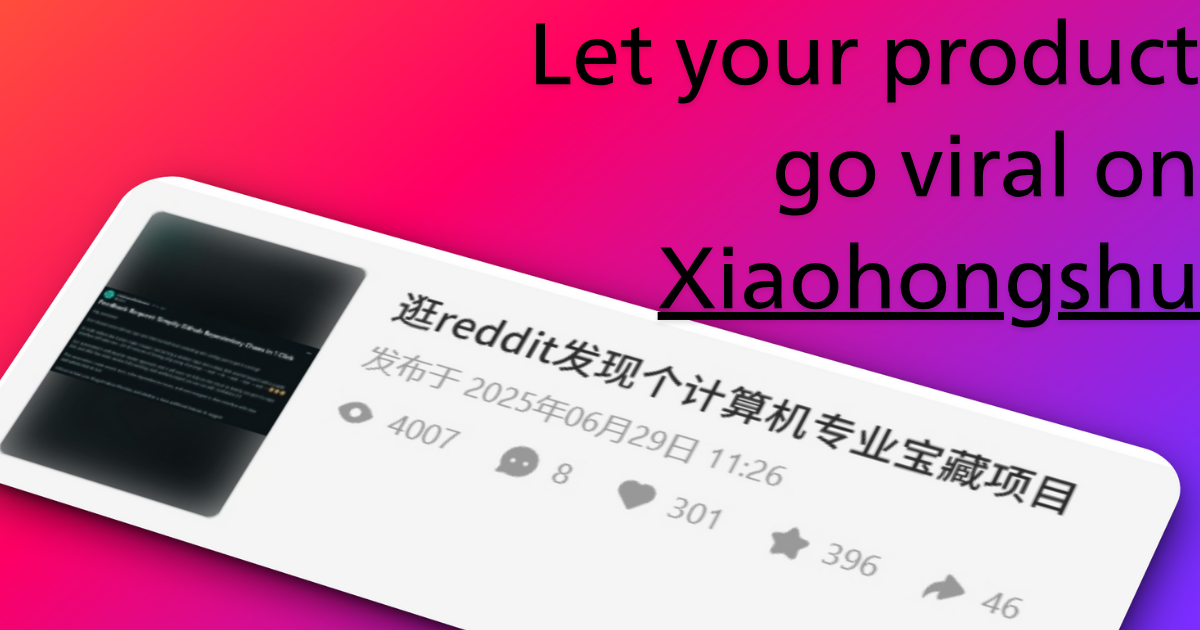 Let your product
go viral on
Xiaohongshu
逛reddit发现个计算机专业宝藏项目
发布于 2025年06月29日 11:26
4007
8
301
396
46